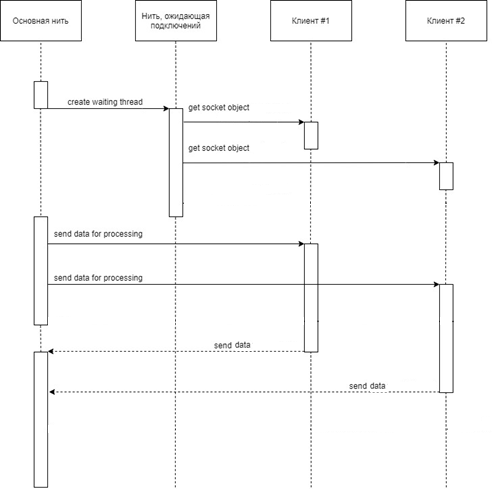 Основная нить
Нить, ожидающая
подключений
Клиент #1
Клиент #2
create waiting thread
get socket object
get socket object
send data for processing
send data for processing
send data
send data